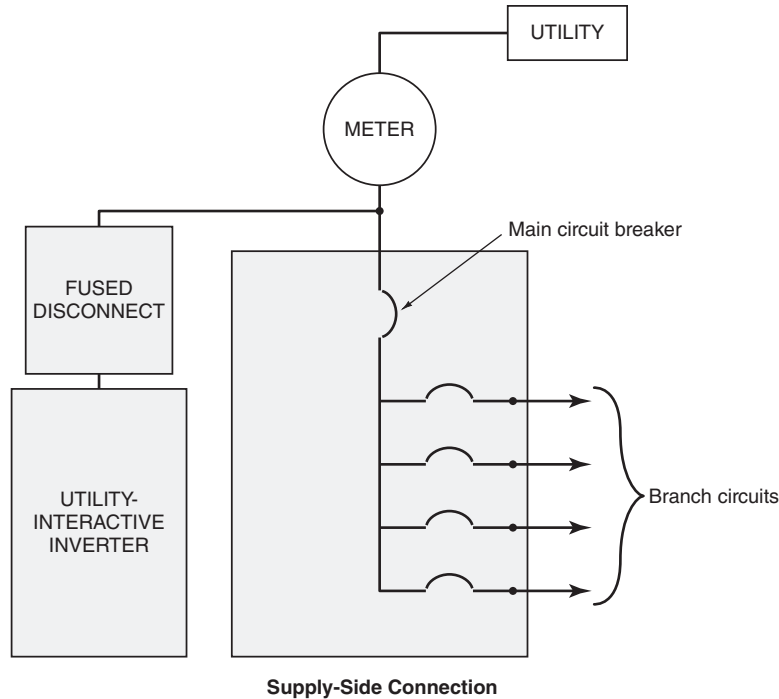 UTILITY
METER
Main circuit breaker
FUSED
DISCONNECT
UTILITY-
INTERACTIVE
INVERTER
Branch circuits
Supply-Side Connection